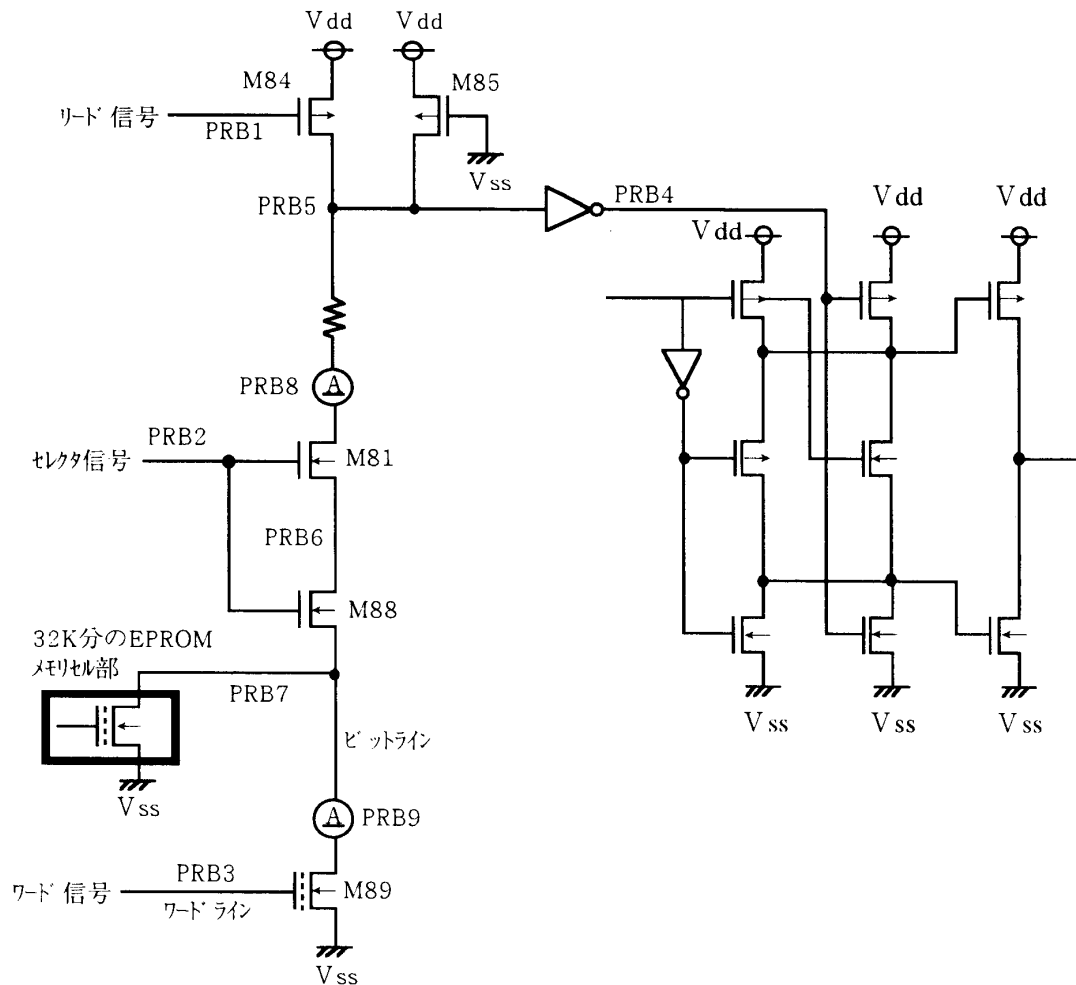 Vdd
Vdd
M84
M85
リード信号
PRB1
Vss
PRB5
PRB4
Vdd
Vdd
Vdd
PRB8
A
PRB2
セレクタ信号
M81
PRB6
M88
32K分のEPROM
メモリセル部
PRB7
ビットライン
Vss
Vss
Vss
Vss
A
PRB9
PRB3
ワード信号
M89
ワードライン
Vss